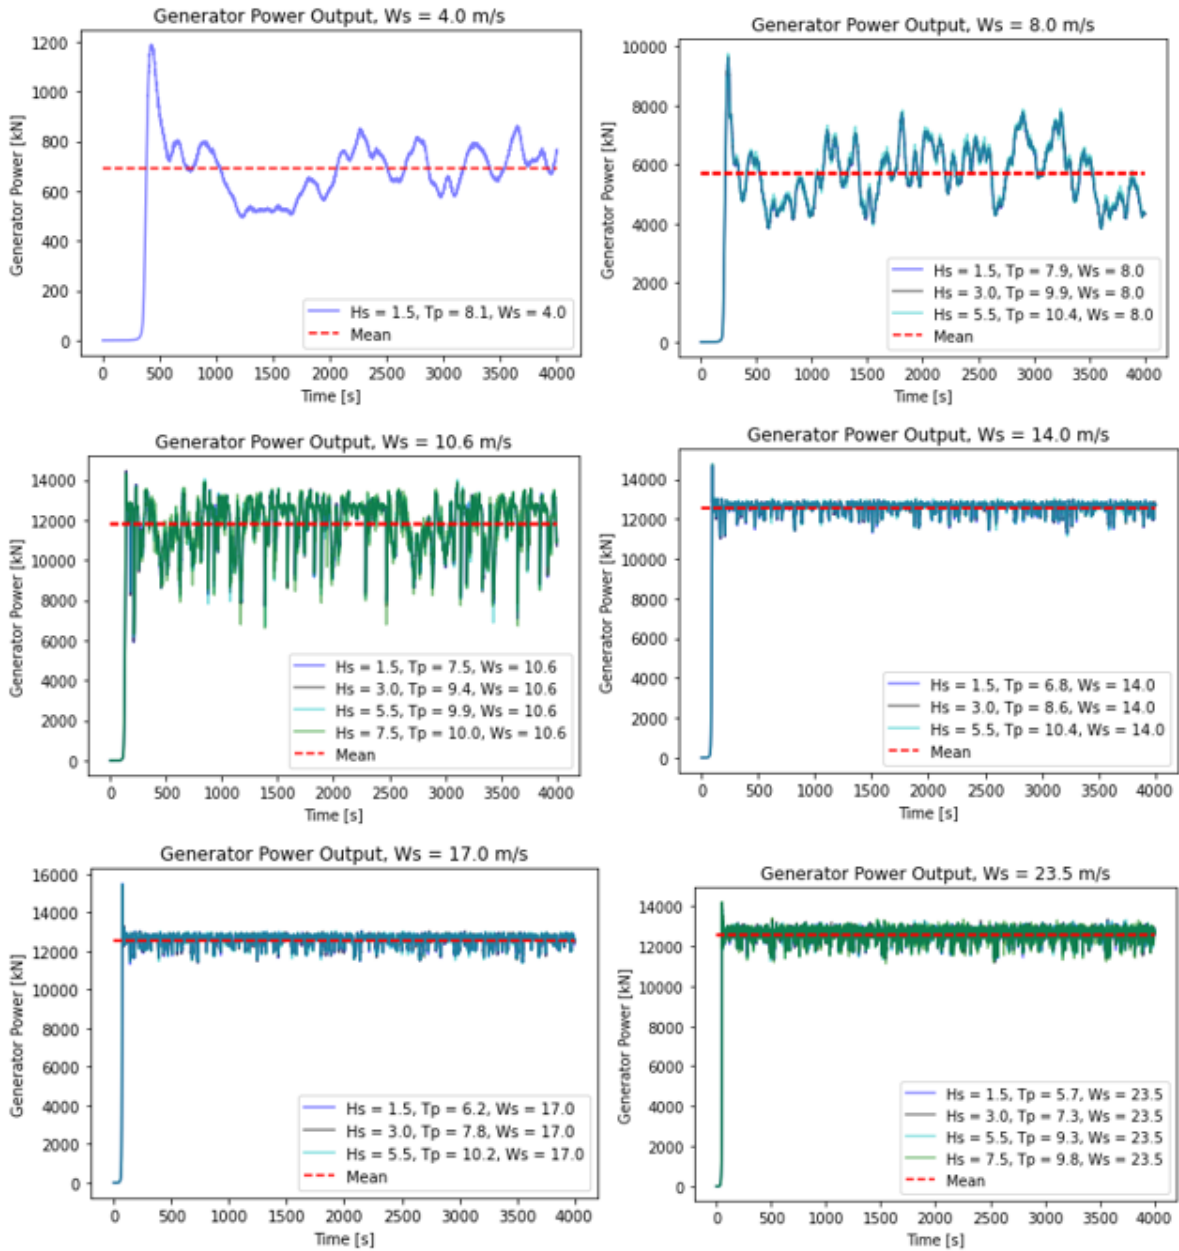 Generator Power Output, Ws = 4.0 m/s
1200
1000
800
600
400
200
0
Generator Power [kN]
Hs = 1.5, Tp = 8.1, Ws = 4.0
Mean
0 500 1000 1500 2000 2500 3000 3500 4000
Time [s]
Generator Power Output, Ws = 8.0 m/s
10000
8000
6000
4000
2000
0
Generator Power [kN]
Hs = 1.5, Tp = 7.9, Ws = 8.0
Hs = 3.0, Tp = 9.9, Ws = 8.0
Hs = 5.5, Tp = 10.4, Ws = 8.0
Mean
0 500 1000 1500 2000 2500 3000 3500 4000
Time [s]
Generator Power Output, Ws = 10.6 m/s
14000
12000
10000
8000
6000
4000
2000
0
Generator Power [kN]
Hs = 1.5, Tp = 7.5, Ws = 10.6
Hs = 3.0, Tp = 9.4, Ws = 10.6
Hs = 5.5, Tp = 9.9, Ws = 10.6
Hs = 7.5, Tp = 10.0, Ws = 10.6
Mean
0 500 1000 1500 2000 2500 3000 3500 4000
Time [s]
Generator Power Output, Ws = 14.0 m/s
14000
12000
10000
8000
6000
4000
2000
0
Generator Power [kN]
Hs = 1.5, Tp = 6.8, Ws = 14.0
Hs = 3.0, Tp = 8.6, Ws = 14.0
Hs = 5.5, Tp = 10.4, Ws = 14.0
Mean
0 500 1000 1500 2000 2500 3000 3500 4000
Time [s]
Generator Power Output, Ws = 17.0 m/s
16000
14000
12000
10000
8000
6000
4000
2000
0
Generator Power [kN]
Hs = 1.5, Tp = 6.2, Ws = 17.0
Hs = 3.0, Tp = 7.8, Ws = 17.0
Hs = 5.5, Tp = 10.2, Ws = 17.0
Mean
0 500 1000 1500 2000 2500 3000 3500 4000
Time [s]
Generator Power Output, Ws = 23.5 m/s
14000
12000
10000
8000
6000
4000
2000
0
Generator Power [kN]
Hs = 1.5, Tp = 5.7, Ws = 23.5
Hs = 3.0, Tp = 7.3, Ws = 23.5
Hs = 5.5, Tp = 9.3, Ws = 23.5
Hs = 7.5, Tp = 9.8, Ws = 23.5
Mean
0 500 1000 1500 2000 2500 3000 3500 4000
Time [s]